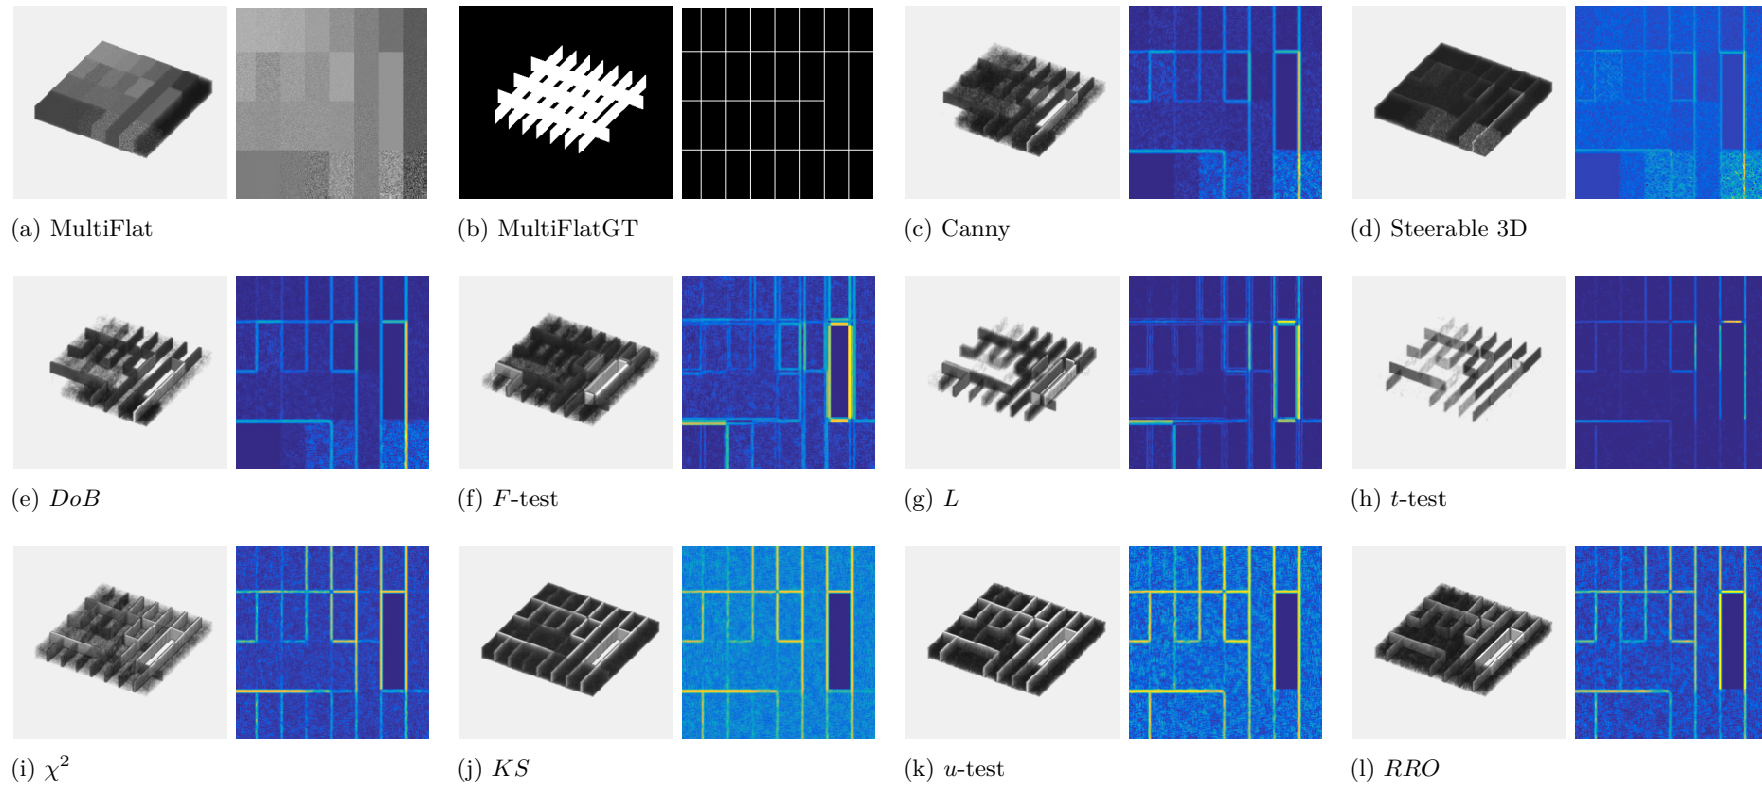 (a) MultiFlat
(b) MultiFlatGT
(c) Canny
(d) Steerable 3D
(e) DoB
(f) F-test
(g) L
(h) t-test
(i) χ²
(j) KS
(k) u-test
(l) RRO